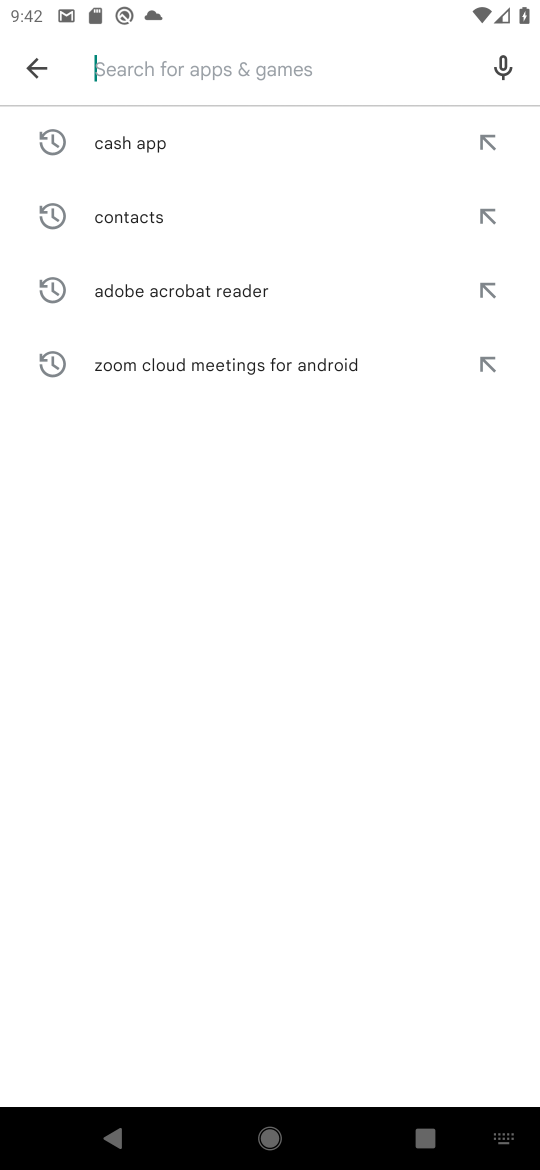 9:42
Search for apps & games
cash app
contacts
adobe acrobat reader
zoom cloud meetings for android